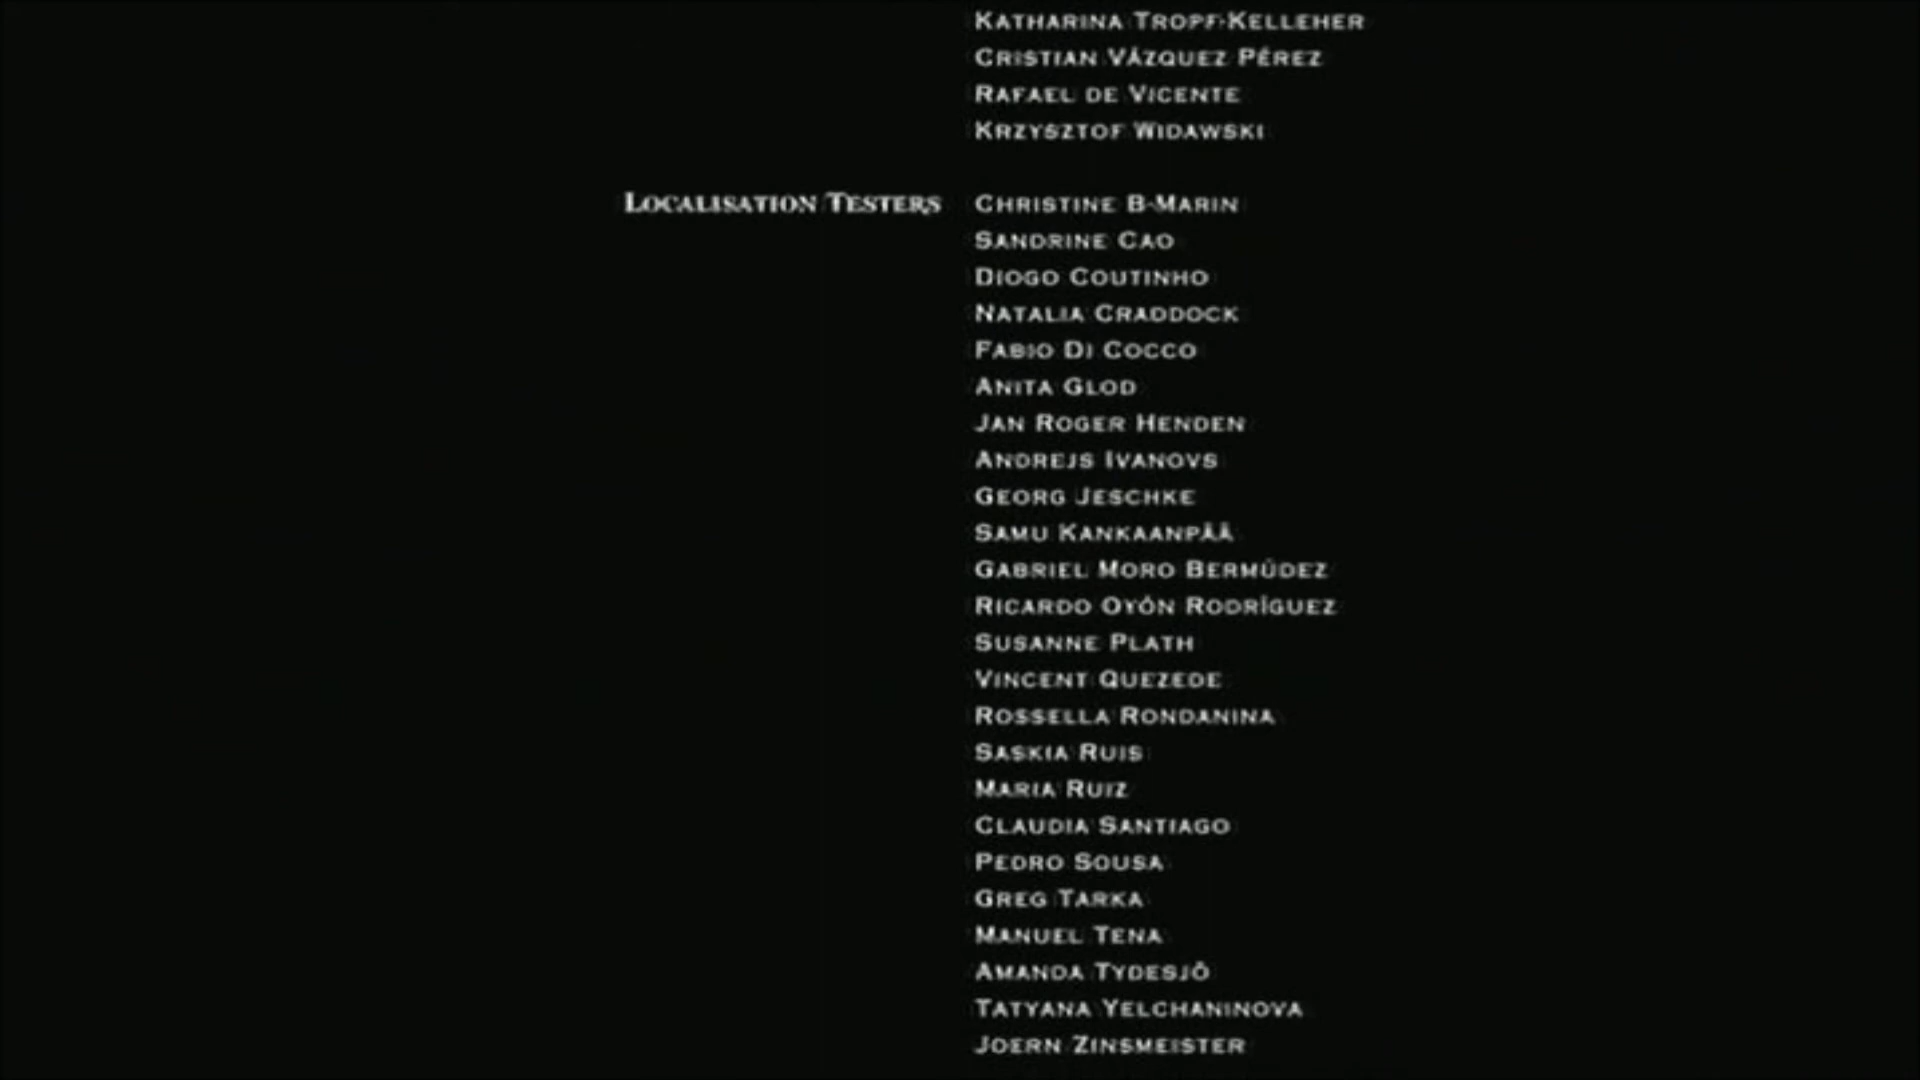 KATHARINA TROPF-KELLEHER
CRISTIAN VÁZQUEZ PÉREZ
RAFAEL DE VICENTE
KRZYSZTOF WIDAWSKI
LOCALISATION TESTERS CHRISTINE B-MARIN
SANDRINE CAO
DIOGO COUTINHO
NATALIA CRADDOCK
FABIO DI COCCO
ANITA GLOD
JAN ROGER HENDEN
ANDREJS IVANOVS
GEORG JESCHKE
SAMU KANKAANPÄÄ
GABRIEL MORO BERMÚDEZ
RICARDO OYÓN RODRÍGUEZ
SUSANNE PLATH
VINCENT QUEZEDE
ROSSELLA RONDANINA
SASKIA RUIS
MARIA RUIZ
CLAUDIA SANTIAGO
PEDRO SOUSA
GREG TARKA
MANUEL TENA
AMANDA TYDESJÖ
TATYANA YELCHANINOVA
JOERN ZINSMEISTER